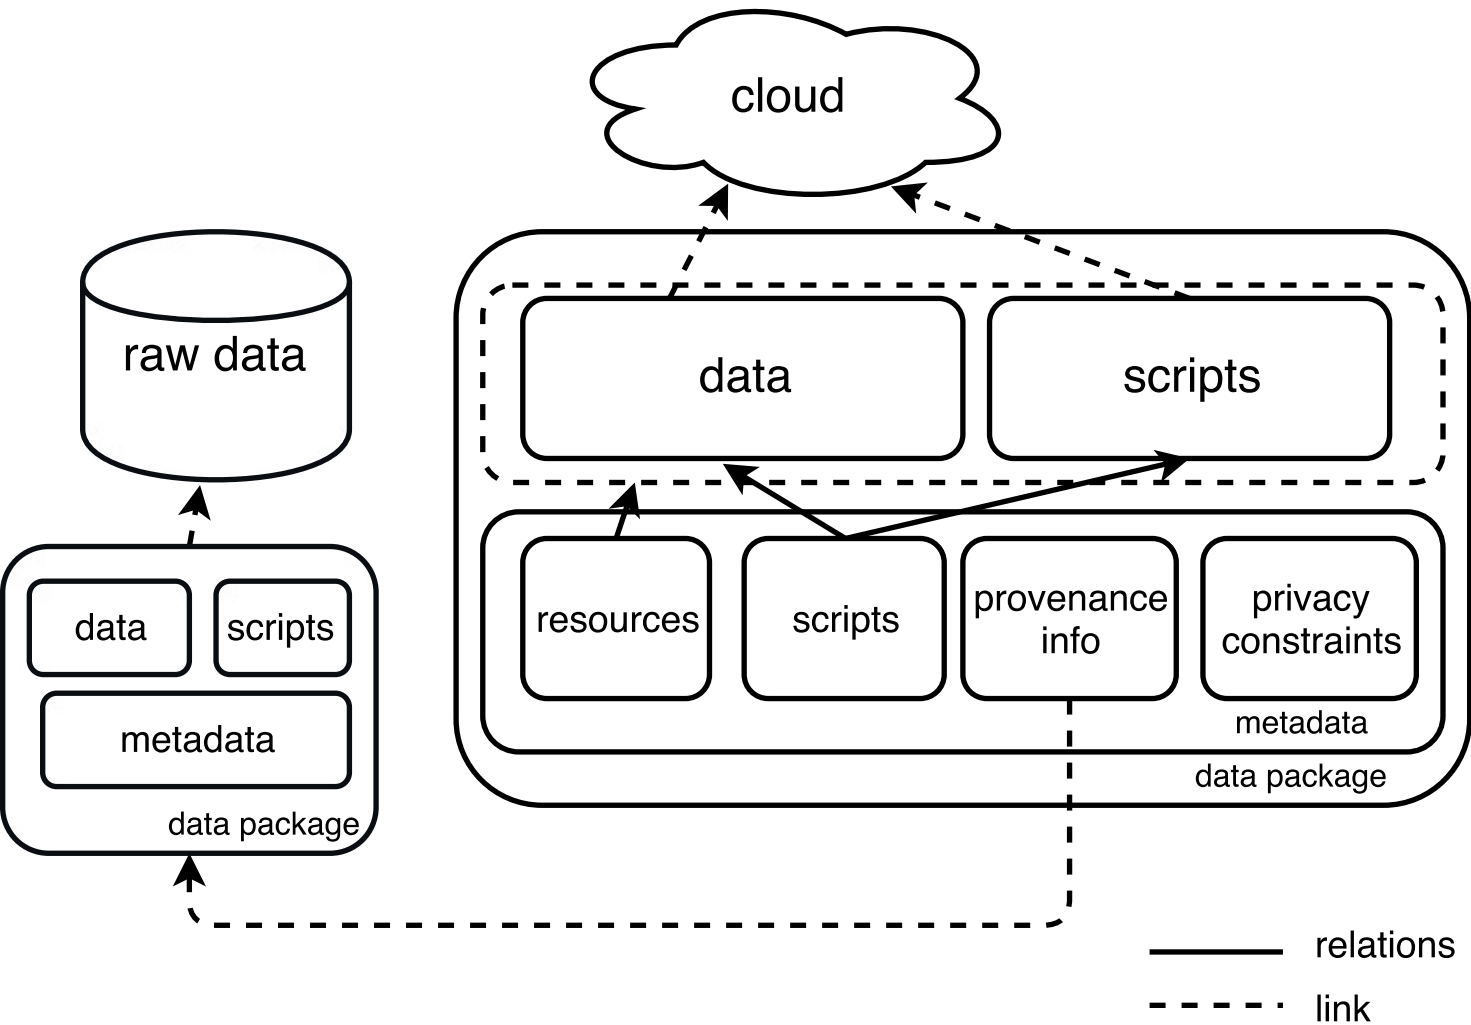 cloud
raw data
data
scripts
resources
scripts
provenance
info
privacy
constraints
metadata
data package
data
scripts
metadata
data package
relations
link